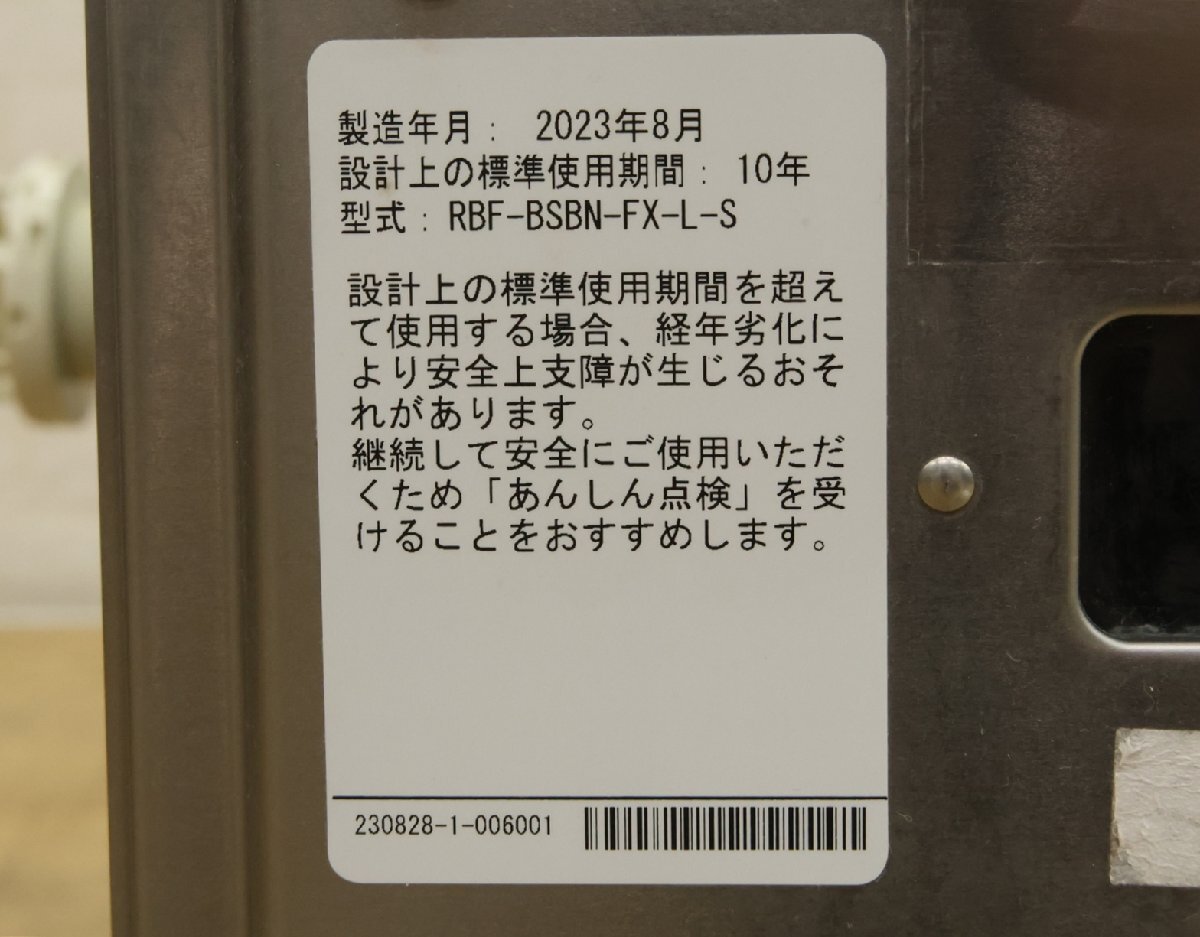 製造年月： 2023年8月
設計上の標準使用期間： 10年
型式：RBF-BSBN-FX-L-S
設計上の標準使用期間を超え
て使用する場合、経年劣化に
より安全上支障が生じるおそ
れがあります。
継続して安全にご使用いただ
くため「あんしん点検」を受
けることをおすすめします。
230828-1-006001